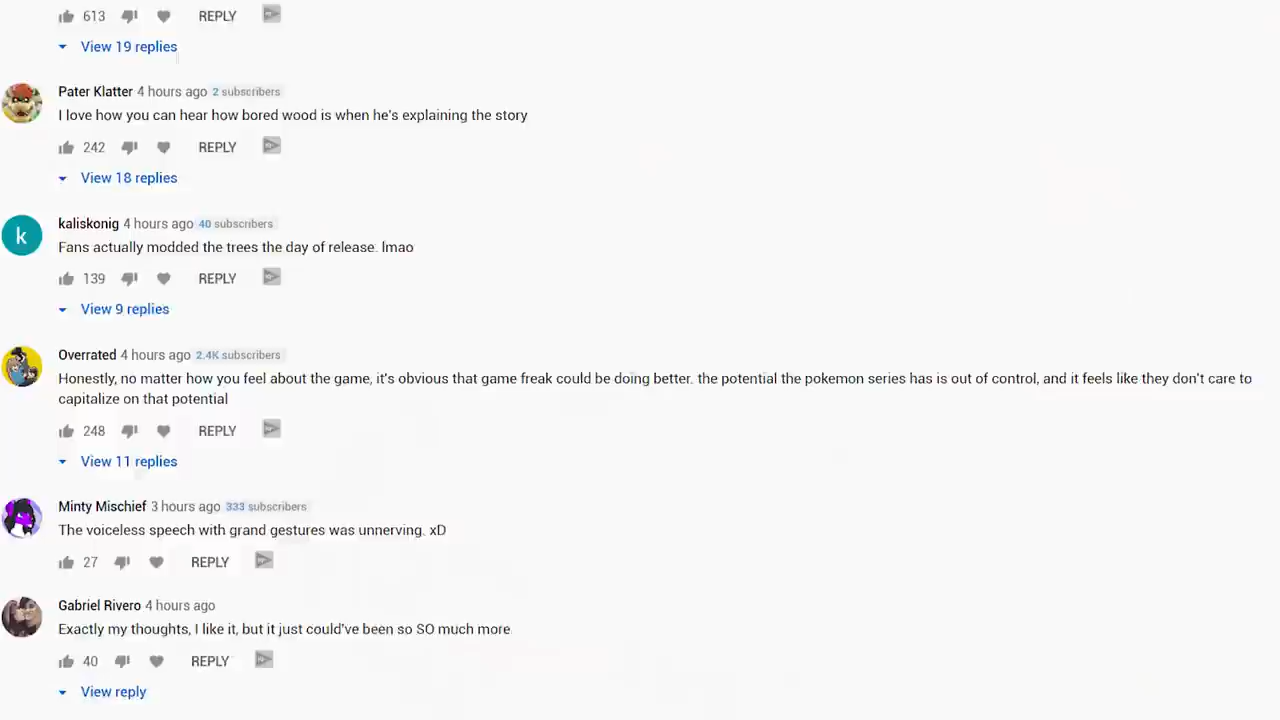 613 REPLY
View 19 replies
Pater Klatter 4 hours ago 2 subscribers
I love how you can hear how bored wood is when he's explaining the story
242 REPLY
View 18 replies
k
kaliskonig 4 hours ago 40 subscribers
Fans actually modded the trees the day of release. lmao
139 REPLY
View 9 replies
Overrated 4 hours ago 2.4K subscribers
Honestly, no matter how you feel about the game, it's obvious that game freak could be doing better. the potential the pokemon series has is out of control, and it feels like they don't care to
capitalize on that potential
248 REPLY
View 11 replies
Minty Mischief 3 hours ago 333 subscribers
The voiceless speech with grand gestures was unnerving. xD
27 REPLY
Gabriel Rivero 4 hours ago
Exactly my thoughts, I like it, but it just could've been so SO much more
40 REPLY
View reply